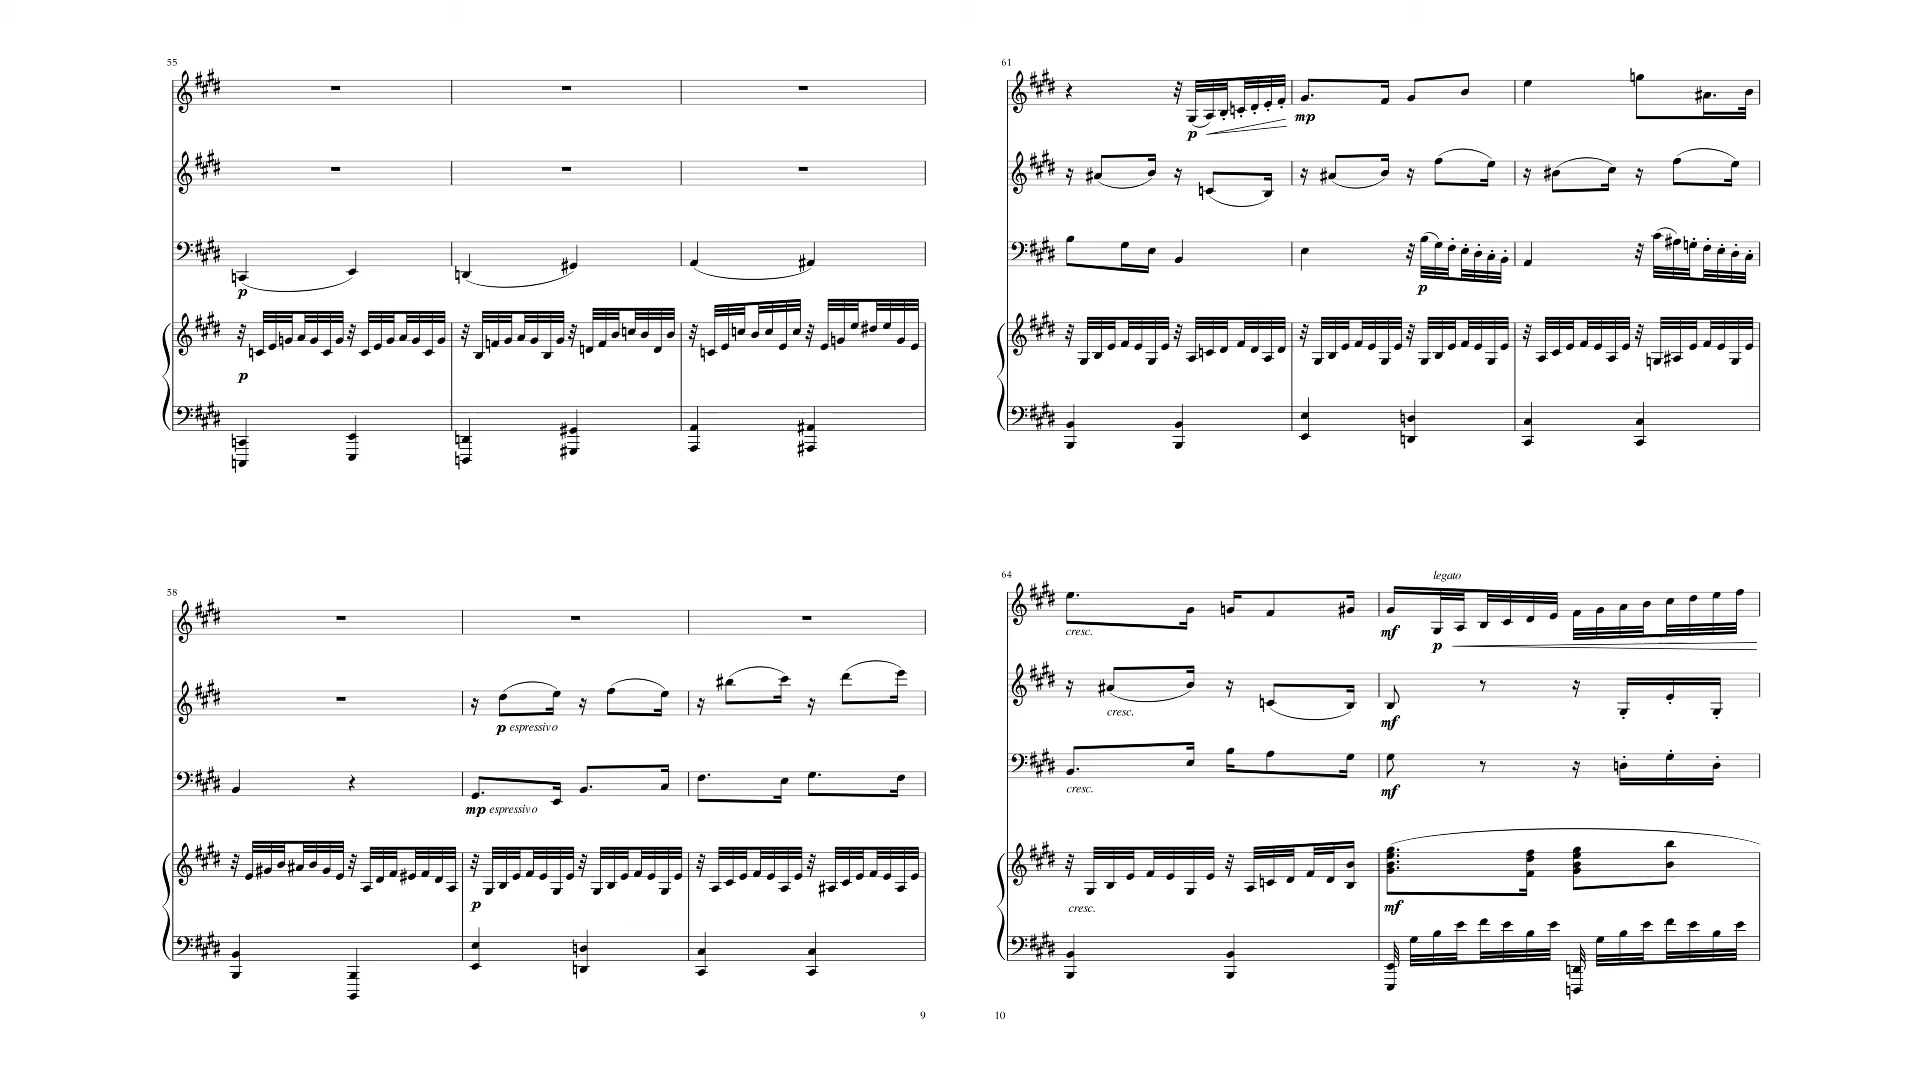 55
p
p
58
p espressivo
mp espressivo
p
9
61
p
mp
p
64
legato
cresc.
mf
p
cresc.
mf
cresc.
mf
cresc.
mf
10